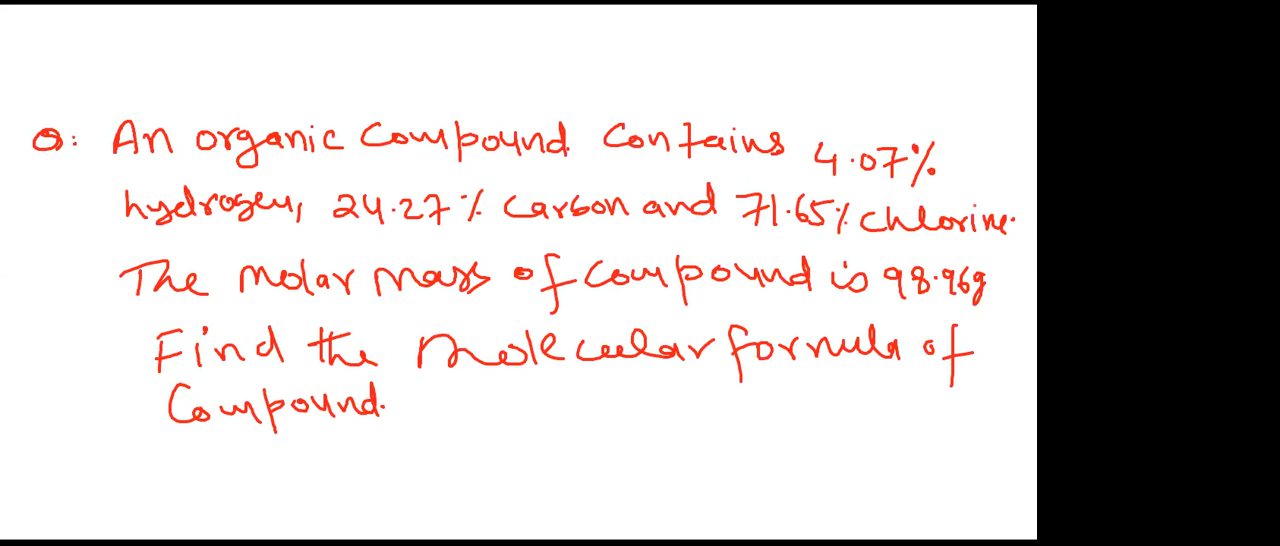 Q: An organic compound contains 4.07%
hydrogen, 24.27% carbon and 71.65% chlorine.
The molar mass of compound is 98.96g
Find the molecular formula of
Compound.